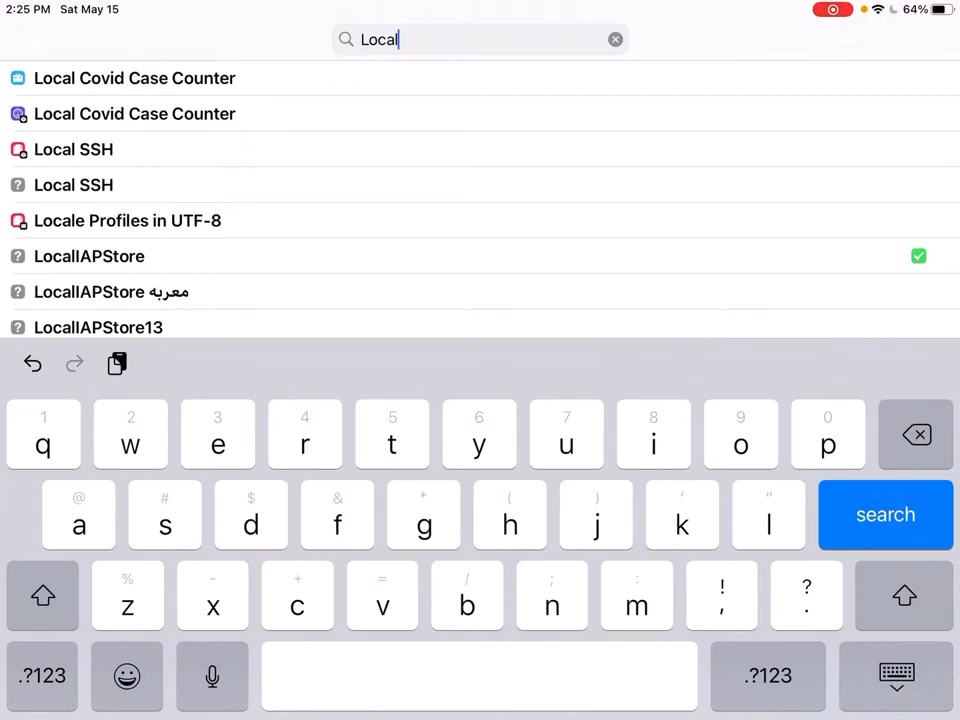 2:25 PM Sat May 15 64%
Local
Local Covid Case Counter
Local Covid Case Counter
Local SSH
? Local SSH
Locale Profiles in UTF-8
? LocalIAPStore
? LocalIAPStore معربه
? LocalIAPStore13
1 2 3 4 5 6 7 8 9 0
q w e r t y u i o p
@ # $ & * ( ) ' "
a s d f g h j k l search
% - + = / ; : ! ?
z x c v b n m , .
.?123 .?123